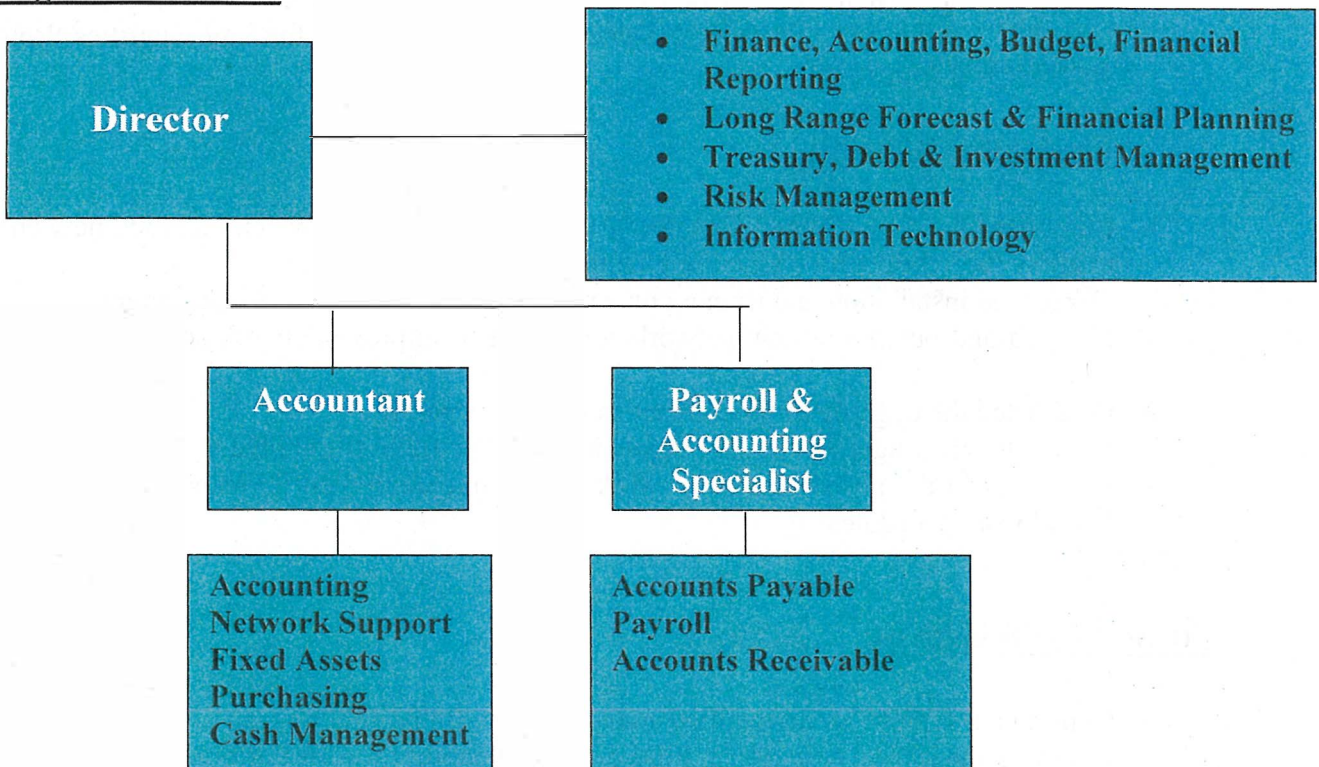 Director
• Finance, Accounting, Budget, Financial
Reporting
• Long Range Forecast & Financial Planning
• Treasury, Debt & Investment Management
• Risk Management
• Information Technology
Accountant
Payroll &
Accounting
Specialist
Accounting
Network Support
Fixed Assets
Purchasing
Cash Management
Accounts Payable
Payroll
Accounts Receivable